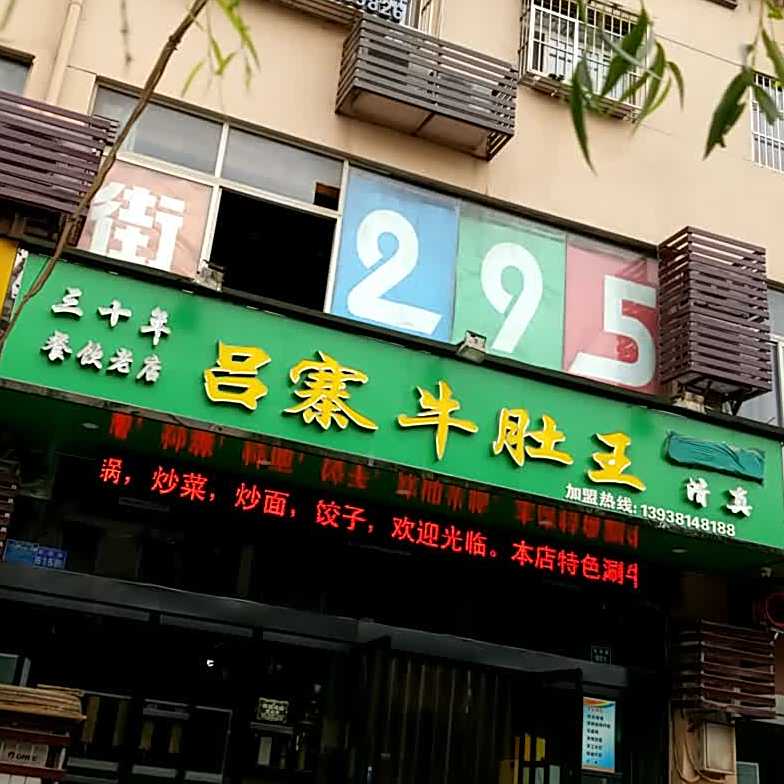 街 295
三十年
餐饮老店
吕寨牛肚王
清真
加盟热线: 13938148188
锅，炒菜，炒面，饺子，欢迎光临。本店特色涮牛